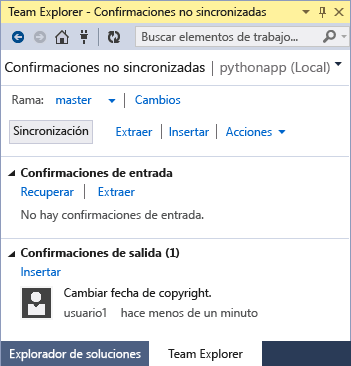 Team Explorer - Confirmaciones no sincronizadas
Buscar elementos de trabajo...
Confirmaciones no sincronizadas | pythonapp (Local)
Rama: master | Cambios
Sincronización Extraer | Insertar | Acciones
Confirmaciones de entrada
Recuperar | Extraer
No hay confirmaciones de entrada.
Confirmaciones de salida (1)
Insertar
Cambiar fecha de copyright.
usuario1 hace menos de un minuto
Explorador de soluciones Team Explorer